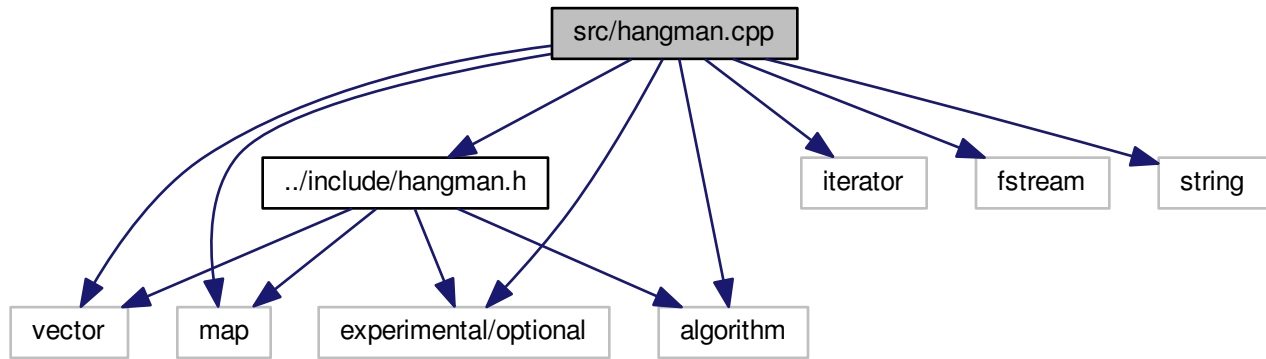 src/hangman.cpp
../include/hangman.h
iterator
fstream
string
vector
map
experimental/optional
algorithm